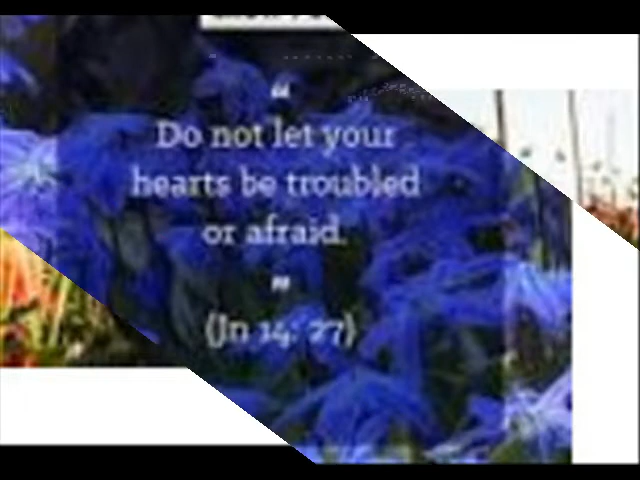 “
Do not let your
hearts be troubled
or afraid.
”
(Jn 14: 27)